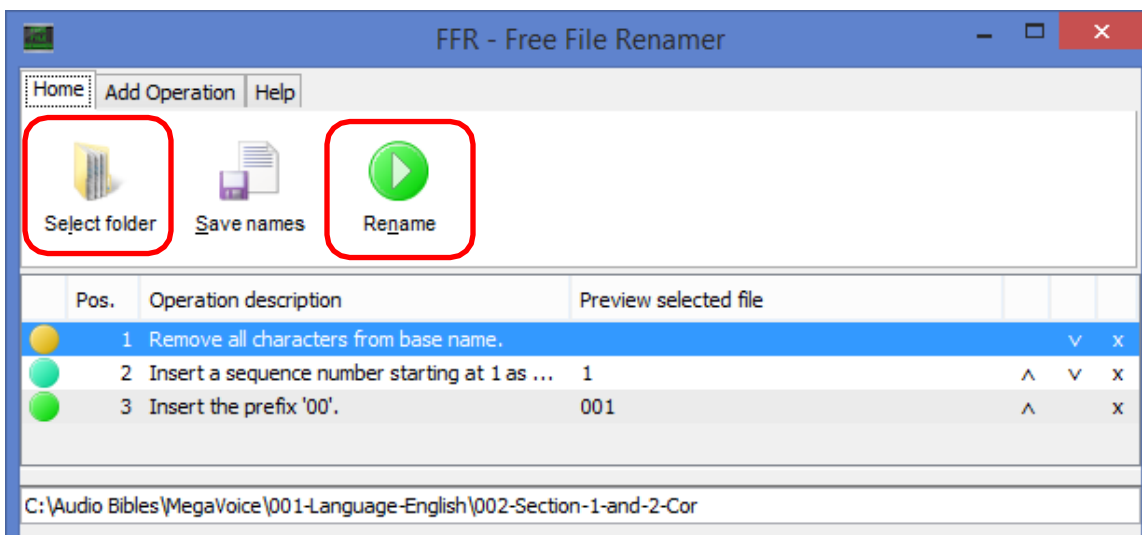 FFR - Free File Renamer
Home Add Operation Help
Select folder Save names Rename
Pos. Operation description Preview selected file
1 Remove all characters from base name. v x
2 Insert a sequence number starting at 1 as ... 1 ʌ v x
3 Insert the prefix '00'. 001 ʌ x
C:\Audio Bibles\MegaVoice\001-Language-English\002-Section-1-and-2-Cor